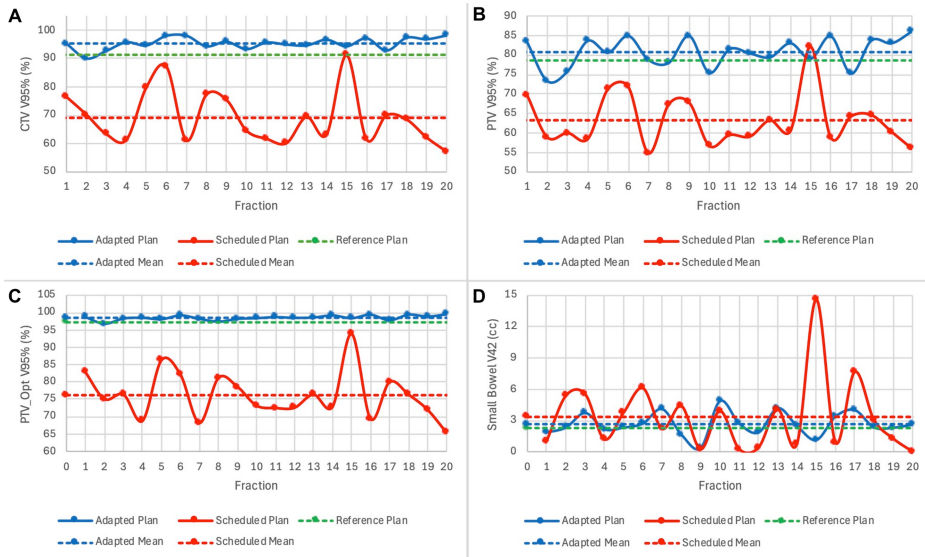 A
CTV V95% (%)
100
90
80
70
60
50
1 2 3 4 5 6 7 8 9 10 11 12 13 14 15 16 17 18 19 20
Fraction
Adapted Plan Scheduled Plan Reference Plan
Adapted Mean Scheduled Mean
B
PTV V95% (%)
90
85
80
75
70
65
60
55
50
1 2 3 4 5 6 7 8 9 10 11 12 13 14 15 16 17 18 19 20
Fraction
Adapted Plan Scheduled Plan Reference Plan
Adapted Mean Scheduled Mean
C
PTV_Opt V95% (%)
105
100
95
90
85
80
75
70
65
60
0 1 2 3 4 5 6 7 8 9 10 11 12 13 14 15 16 17 18 19 20
Fraction
Adapted Plan Scheduled Plan Reference Plan
Adapted Mean Scheduled Mean
D
Small Bowel V42 (cc)
15
12
9
6
3
0
0 1 2 3 4 5 6 7 8 9 10 11 12 13 14 15 16 17 18 19 20
Fraction
Adapted Plan Scheduled Plan Reference Plan
Adapted Mean Scheduled Mean